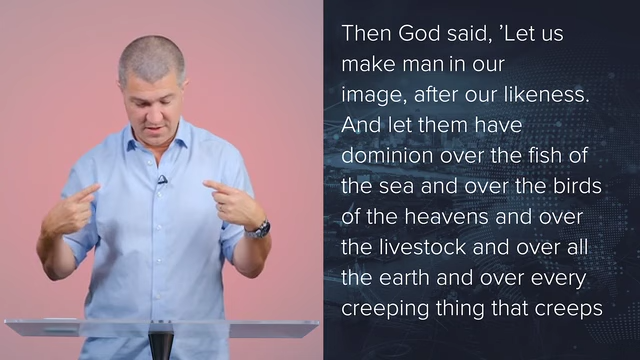 Then God said, ’Let us
make man in our
image, after our likeness.
And let them have
dominion over the fish of
the sea and over the birds
of the heavens and over
the livestock and over all
the earth and over every
creeping thing that creeps